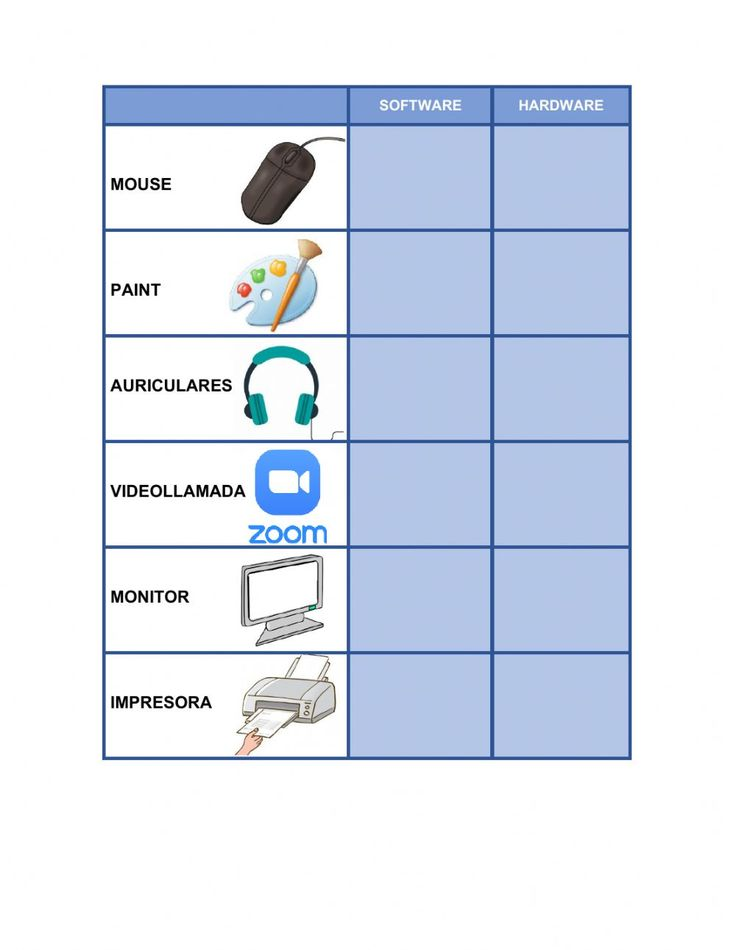 SOFTWARE HARDWARE
MOUSE
PAINT
AURICULARES
VIDEOLLAMADA
zoom
MONITOR
IMPRESORA